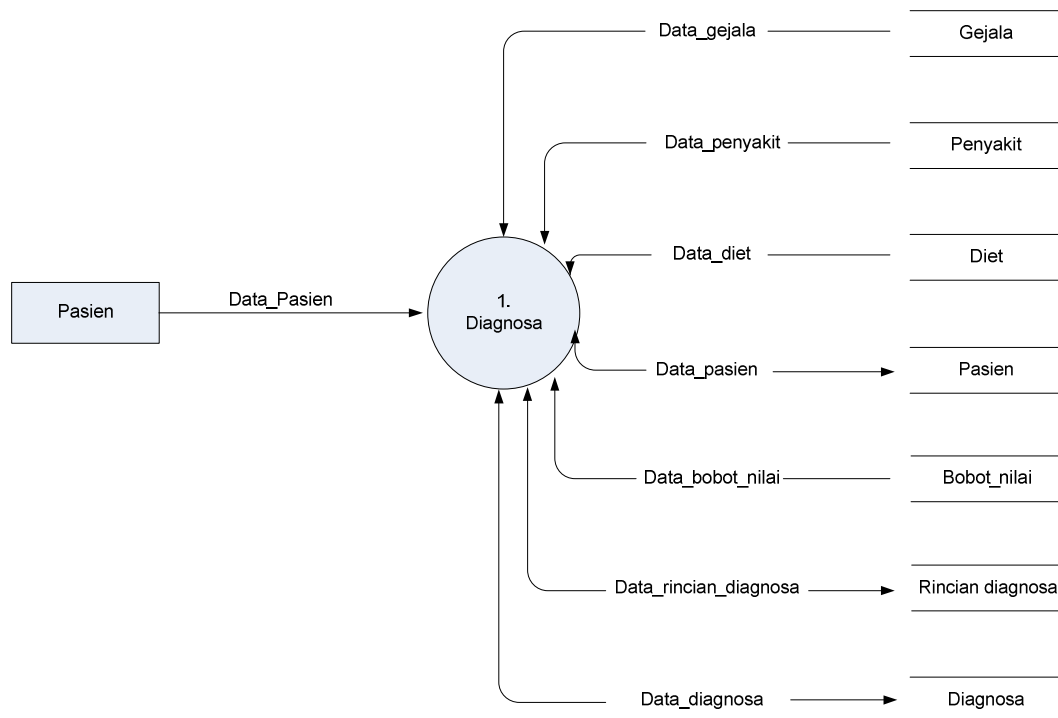 Data_gejala
Gejala
Data_penyakit
Penyakit
Data_diet
Diet
Pasien
Data_Pasien
1.
Diagnosa
Data_pasien
Pasien
Data_bobot_nilai
Bobot_nilai
Data_rincian_diagnosa
Rincian diagnosa
Data_diagnosa
Diagnosa